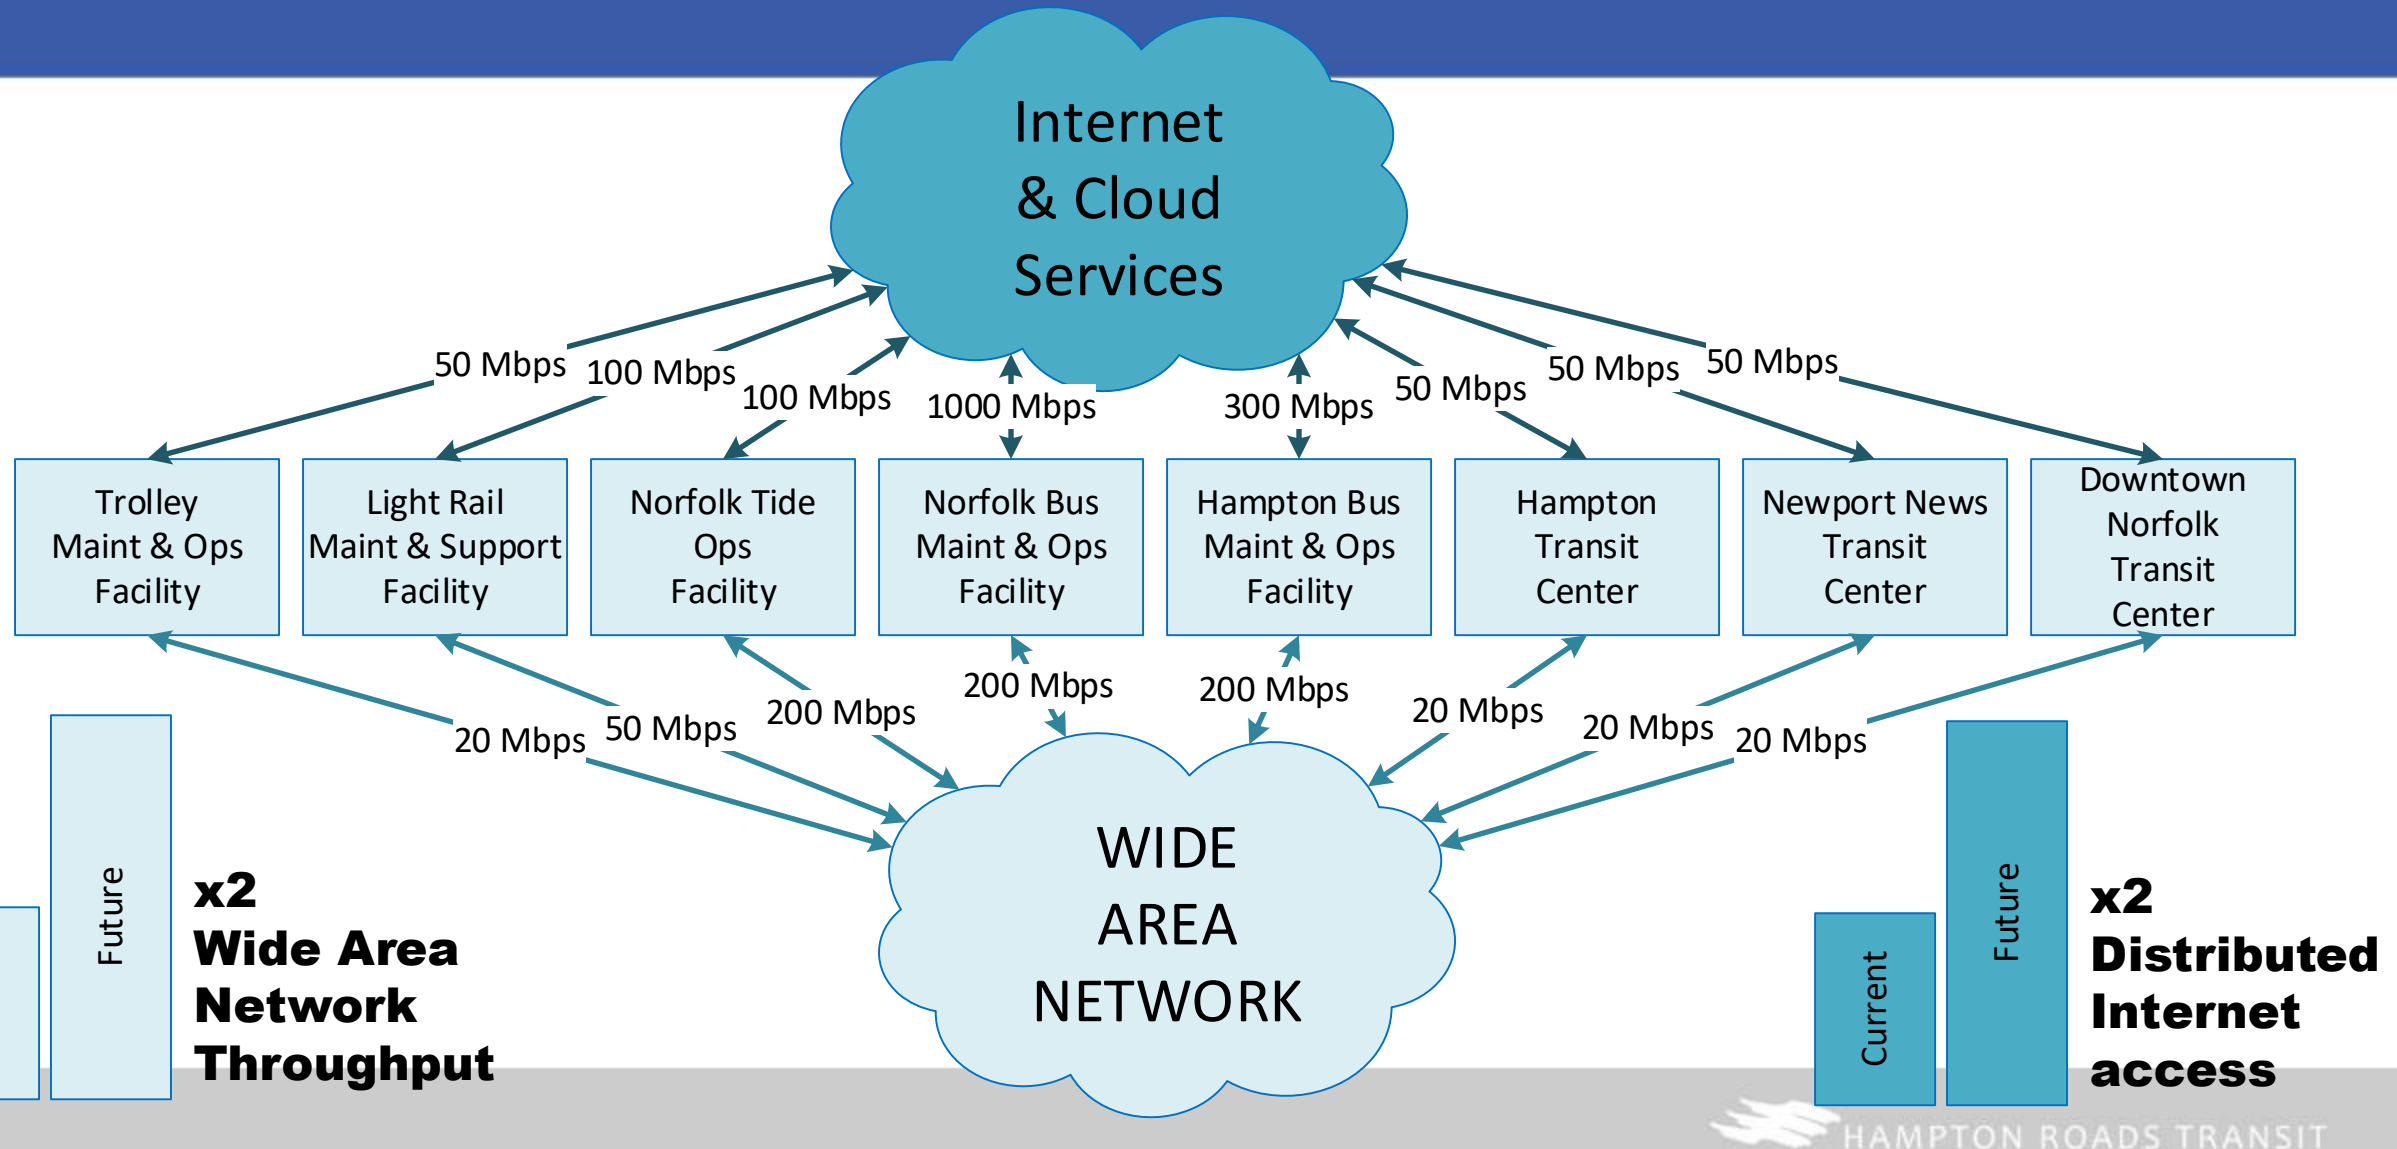 Internet
& Cloud
Services
50 Mbps
100 Mbps
100 Mbps
1000 Mbps
300 Mbps
50 Mbps
50 Mbps
50 Mbps
Trolley
Maint & Ops
Facility
Light Rail
Maint & Support
Facility
Norfolk Tide
Ops
Facility
Norfolk Bus
Maint & Ops
Facility
Hampton Bus
Maint & Ops
Facility
Hampton
Transit
Center
Newport News
Transit
Center
Downtown
Norfolk
Transit
Center
20 Mbps
50 Mbps
200 Mbps
200 Mbps
200 Mbps
20 Mbps
20 Mbps
20 Mbps
WIDE
AREA
NETWORK
Future
x2
Wide Area
Network
Throughput
Current
Future
x2
Distributed
Internet
access
HAMPTON ROADS TRANSIT